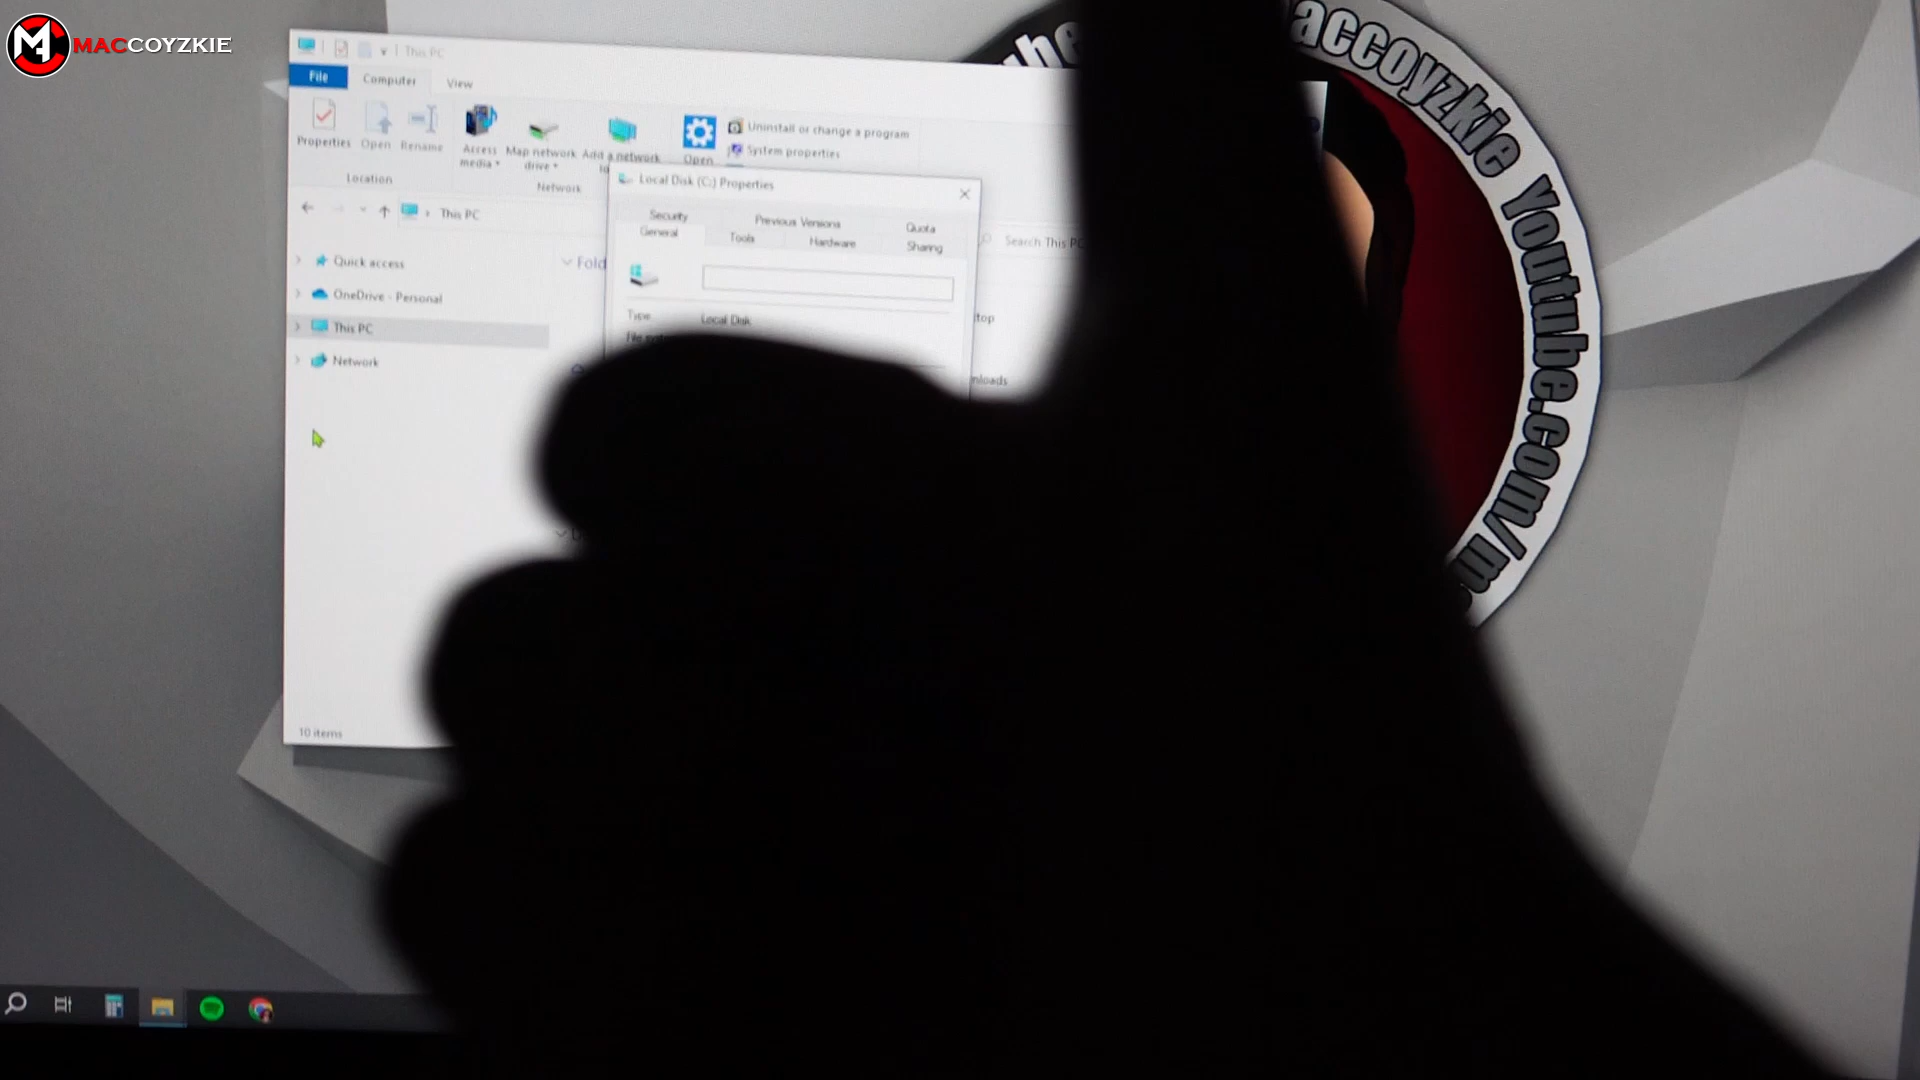 MACCOYZKIE
This PC
File Computer View
Properties Open Rename
Access media
Map network drive
Add a network
Open
Uninstall or change a program
System properties
Location
Network
This PC
Search This PC
Quick access
OneDrive - Personal
This PC
Network
10 items
Local Disk (C:) Properties
Security Previous Versions Quota
General Tools Hardware Sharing
Type Local Disk
accoyzkie Youtube.com/m